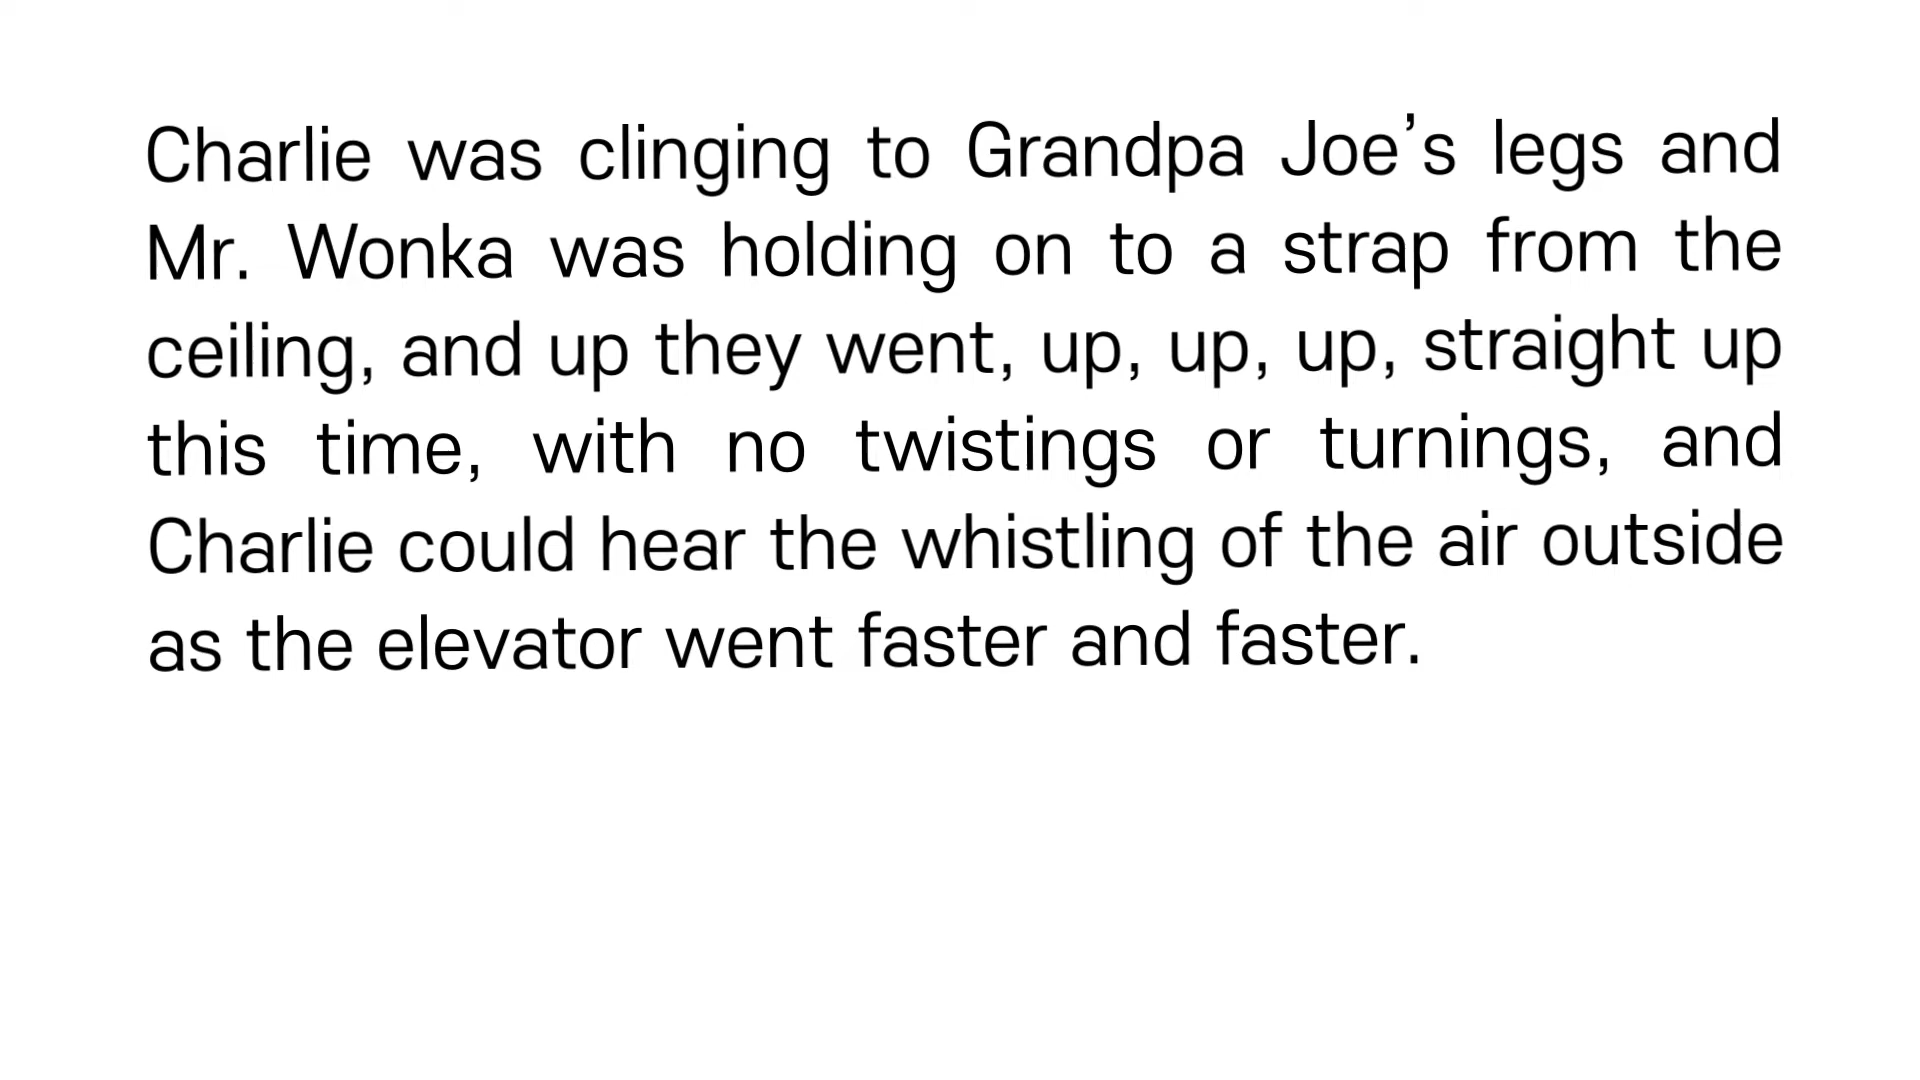 Charlie was clinging to Grandpa Joe’s legs and
Mr. Wonka was holding on to a strap from the
ceiling, and up they went, up, up, up, straight up
this time, with no twistings or turnings, and
Charlie could hear the whistling of the air outside
as the elevator went faster and faster.